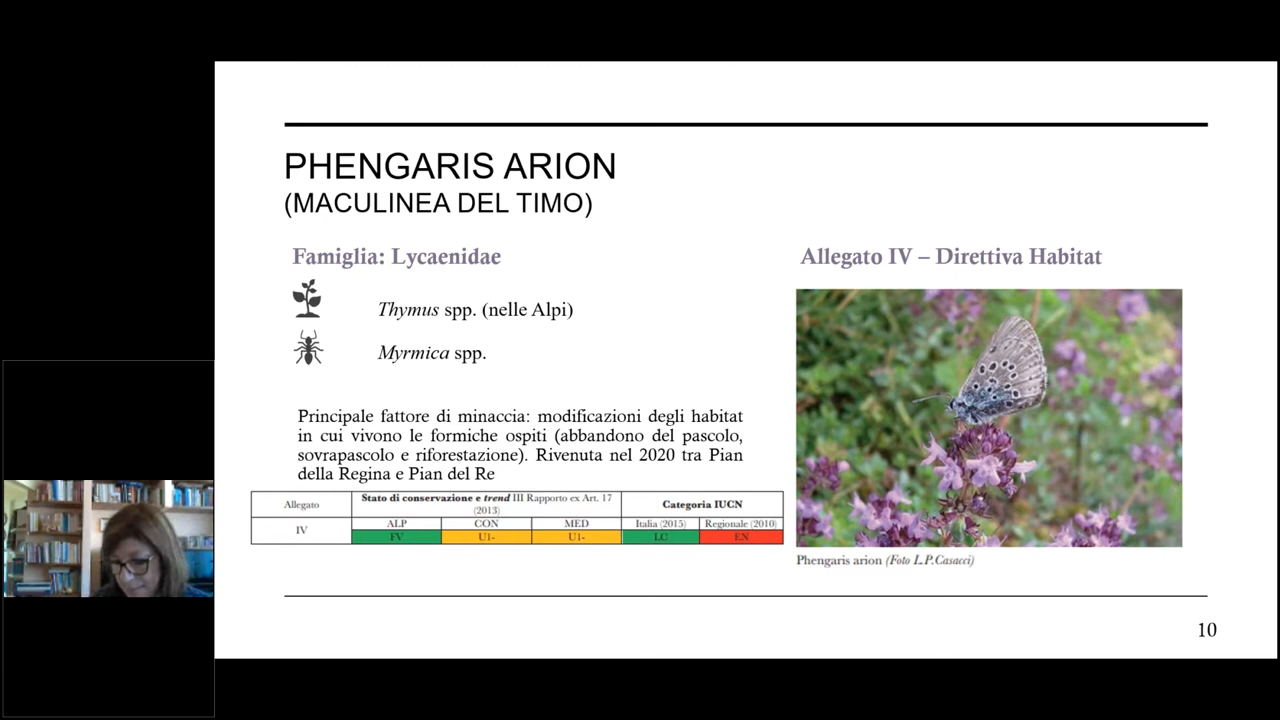 PHENGARIS ARION
(MACULINEA DEL TIMO)
Famiglia: Lycaenidae
Thymus spp. (nelle Alpi)
Myrmica spp.
Principale fattore di minaccia: modificazioni degli habitat
in cui vivono le formiche ospiti (abbandono del pascolo,
sovrapascolo e riforestazione). Rivenuta nel 2020 tra Pian
della Regina e Pian del Re
Allegato
Stato di conservazione e trend III Rapporto ex Art. 17
(2013)
Categoria IUCN
IV
ALP CON MED Italia (2015) Regionale (2010)
FV U1- U1- LC EN
Allegato IV – Direttiva Habitat
Phengaris arion (Foto L.P.Casacci)
10